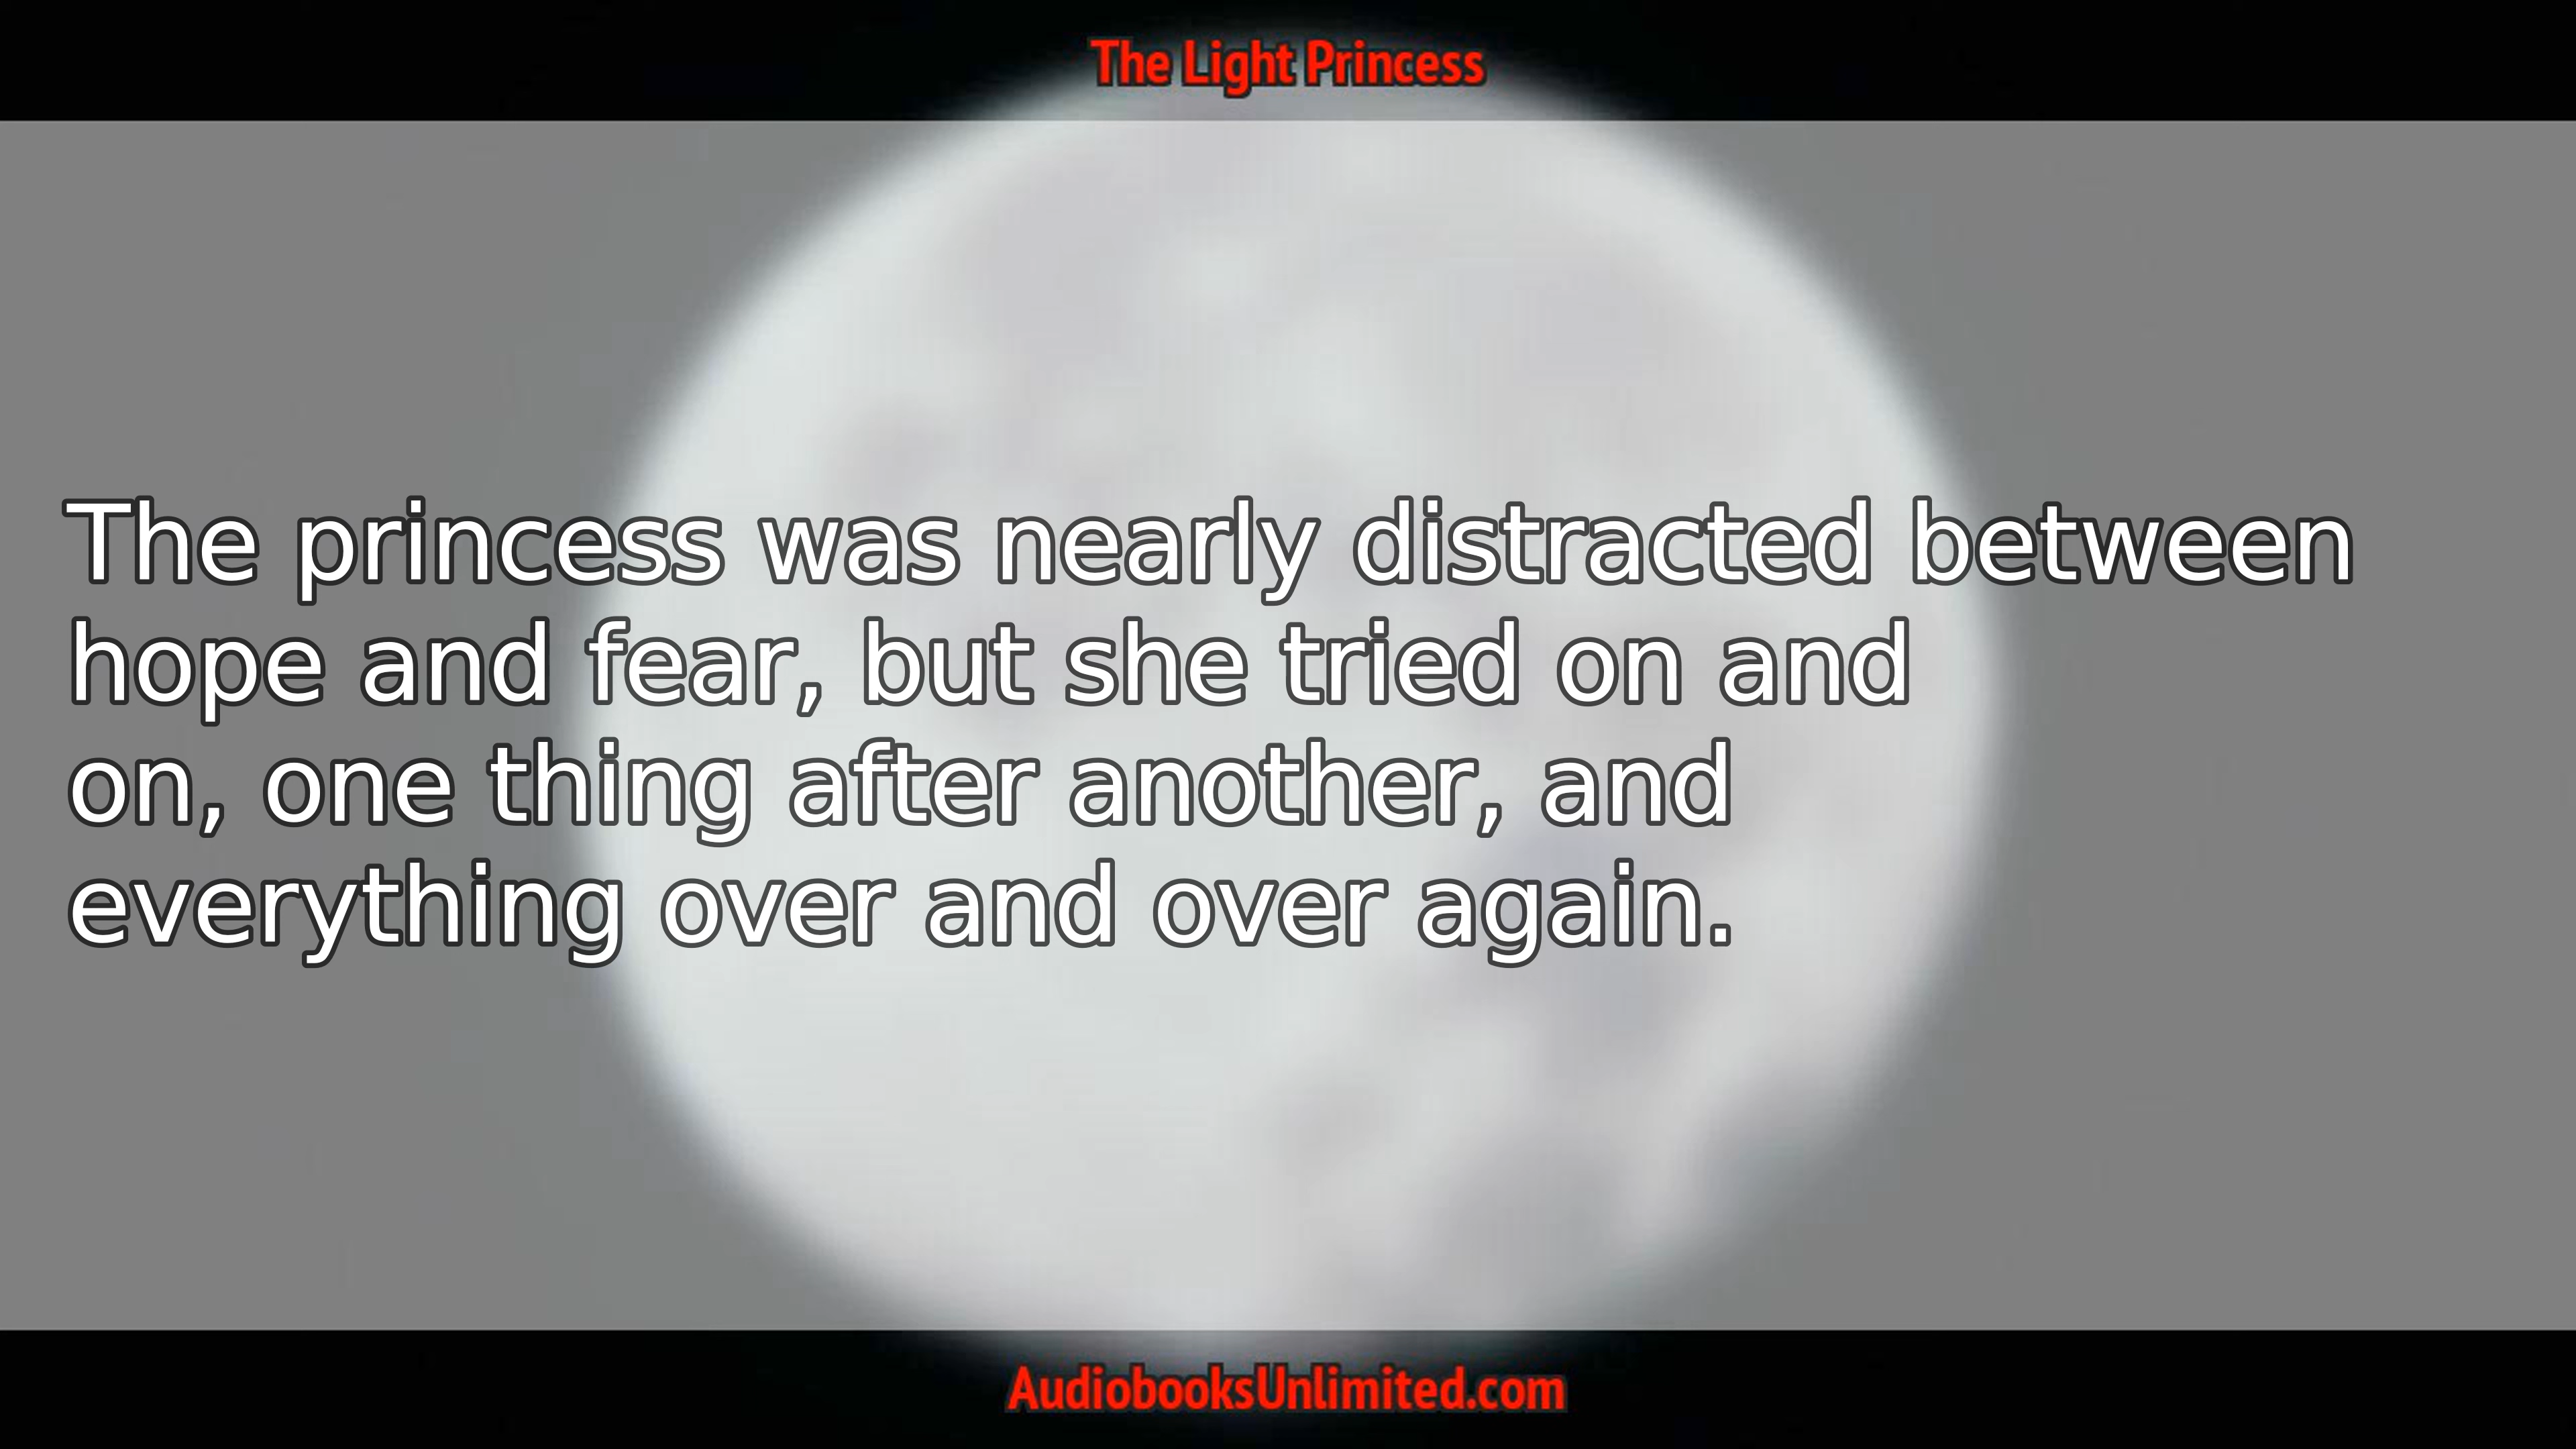 The Light Princess
The princess was nearly distracted between
hope and fear, but she tried on and
on, one thing after another, and
everything over and over again.
AudiobooksUnlimited.com